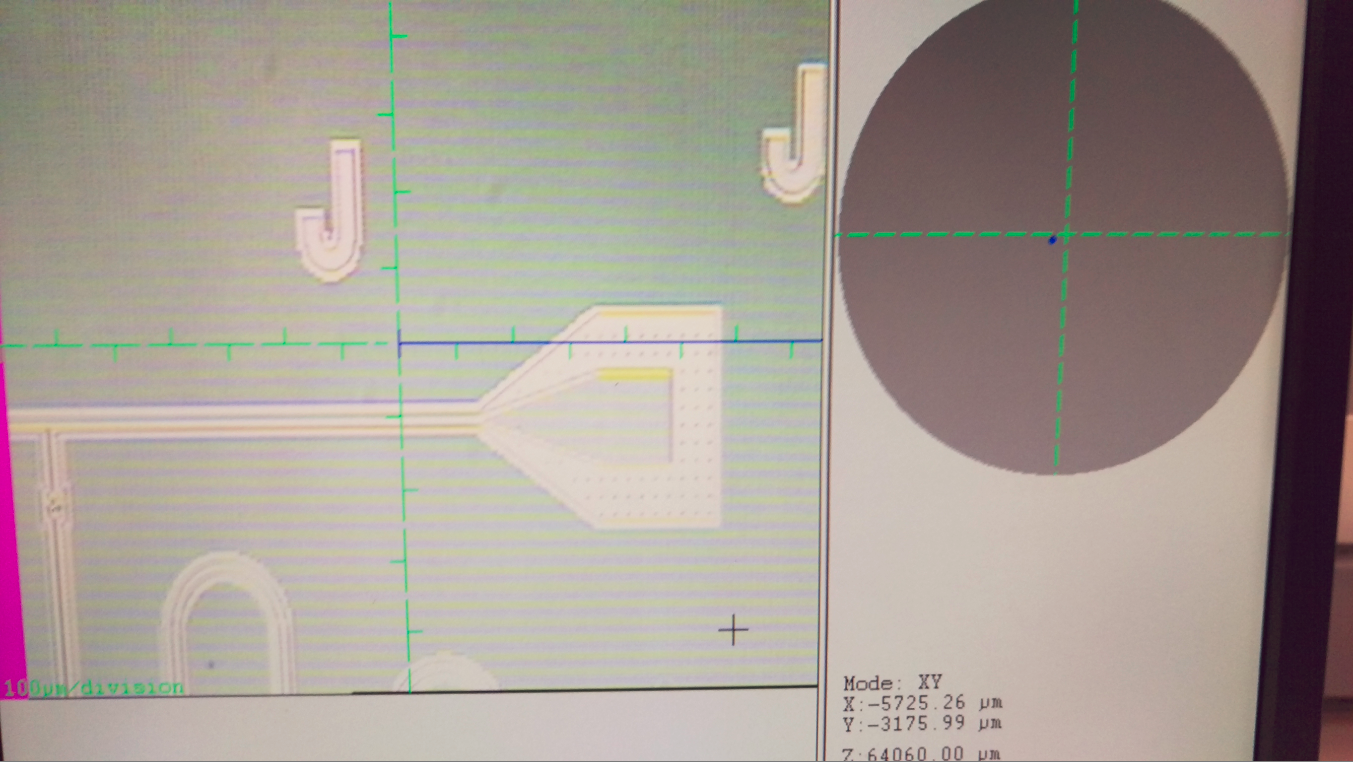 100µm/division
Mode: XY
X:-5725.26 µm
Y:-3175.99 µm
Z:64060.00 µm